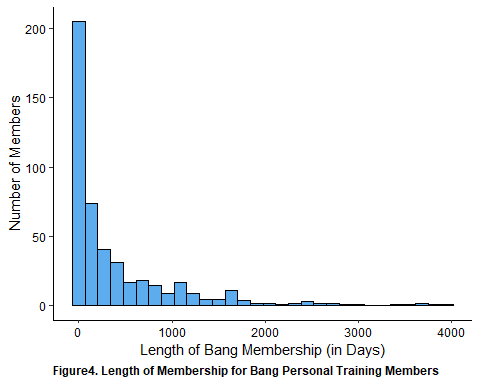 200
150
100
50
0
Number of Members
0 1000 2000 3000 4000
Length of Bang Membership (in Days)
Figure4. Length of Membership for Bang Personal Training Members